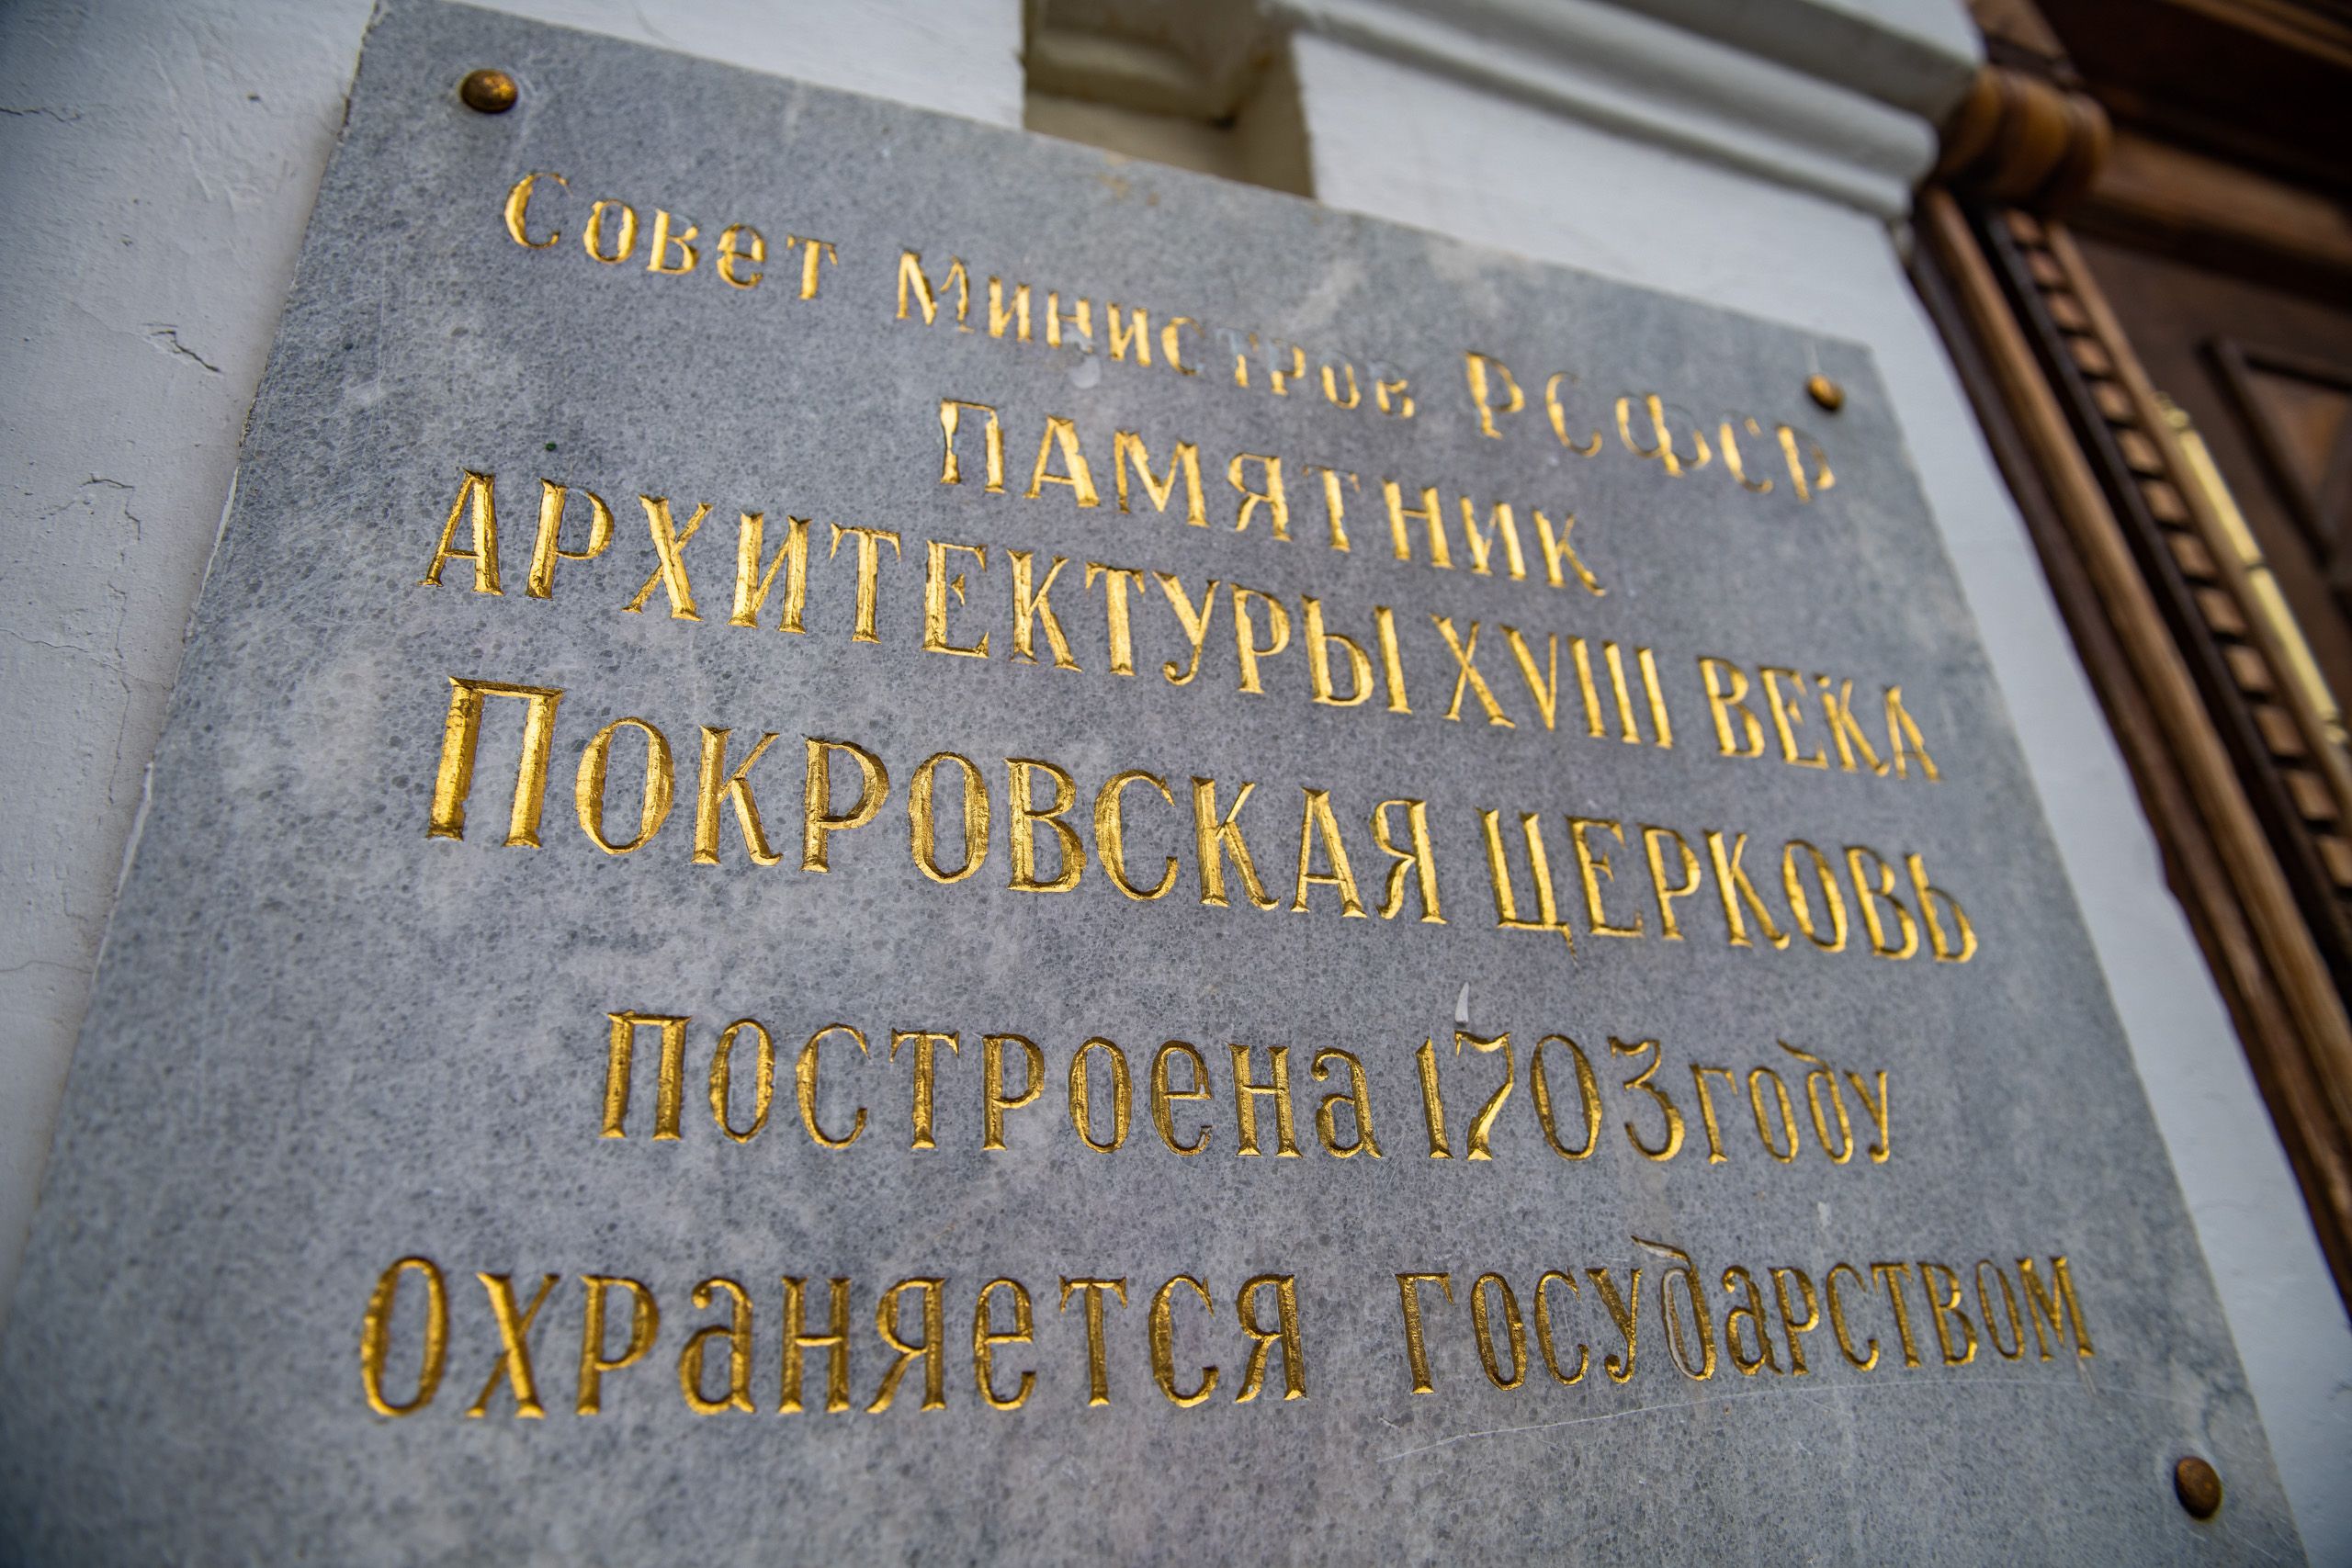 Совет Министров РСФСР
ПАМЯТНИК
АРХИТЕКТУРЫ XVIII ВЕКА
ПОКРОВСКАЯ ЦЕРКОВЬ
построена 1703 году
Охраняется государством